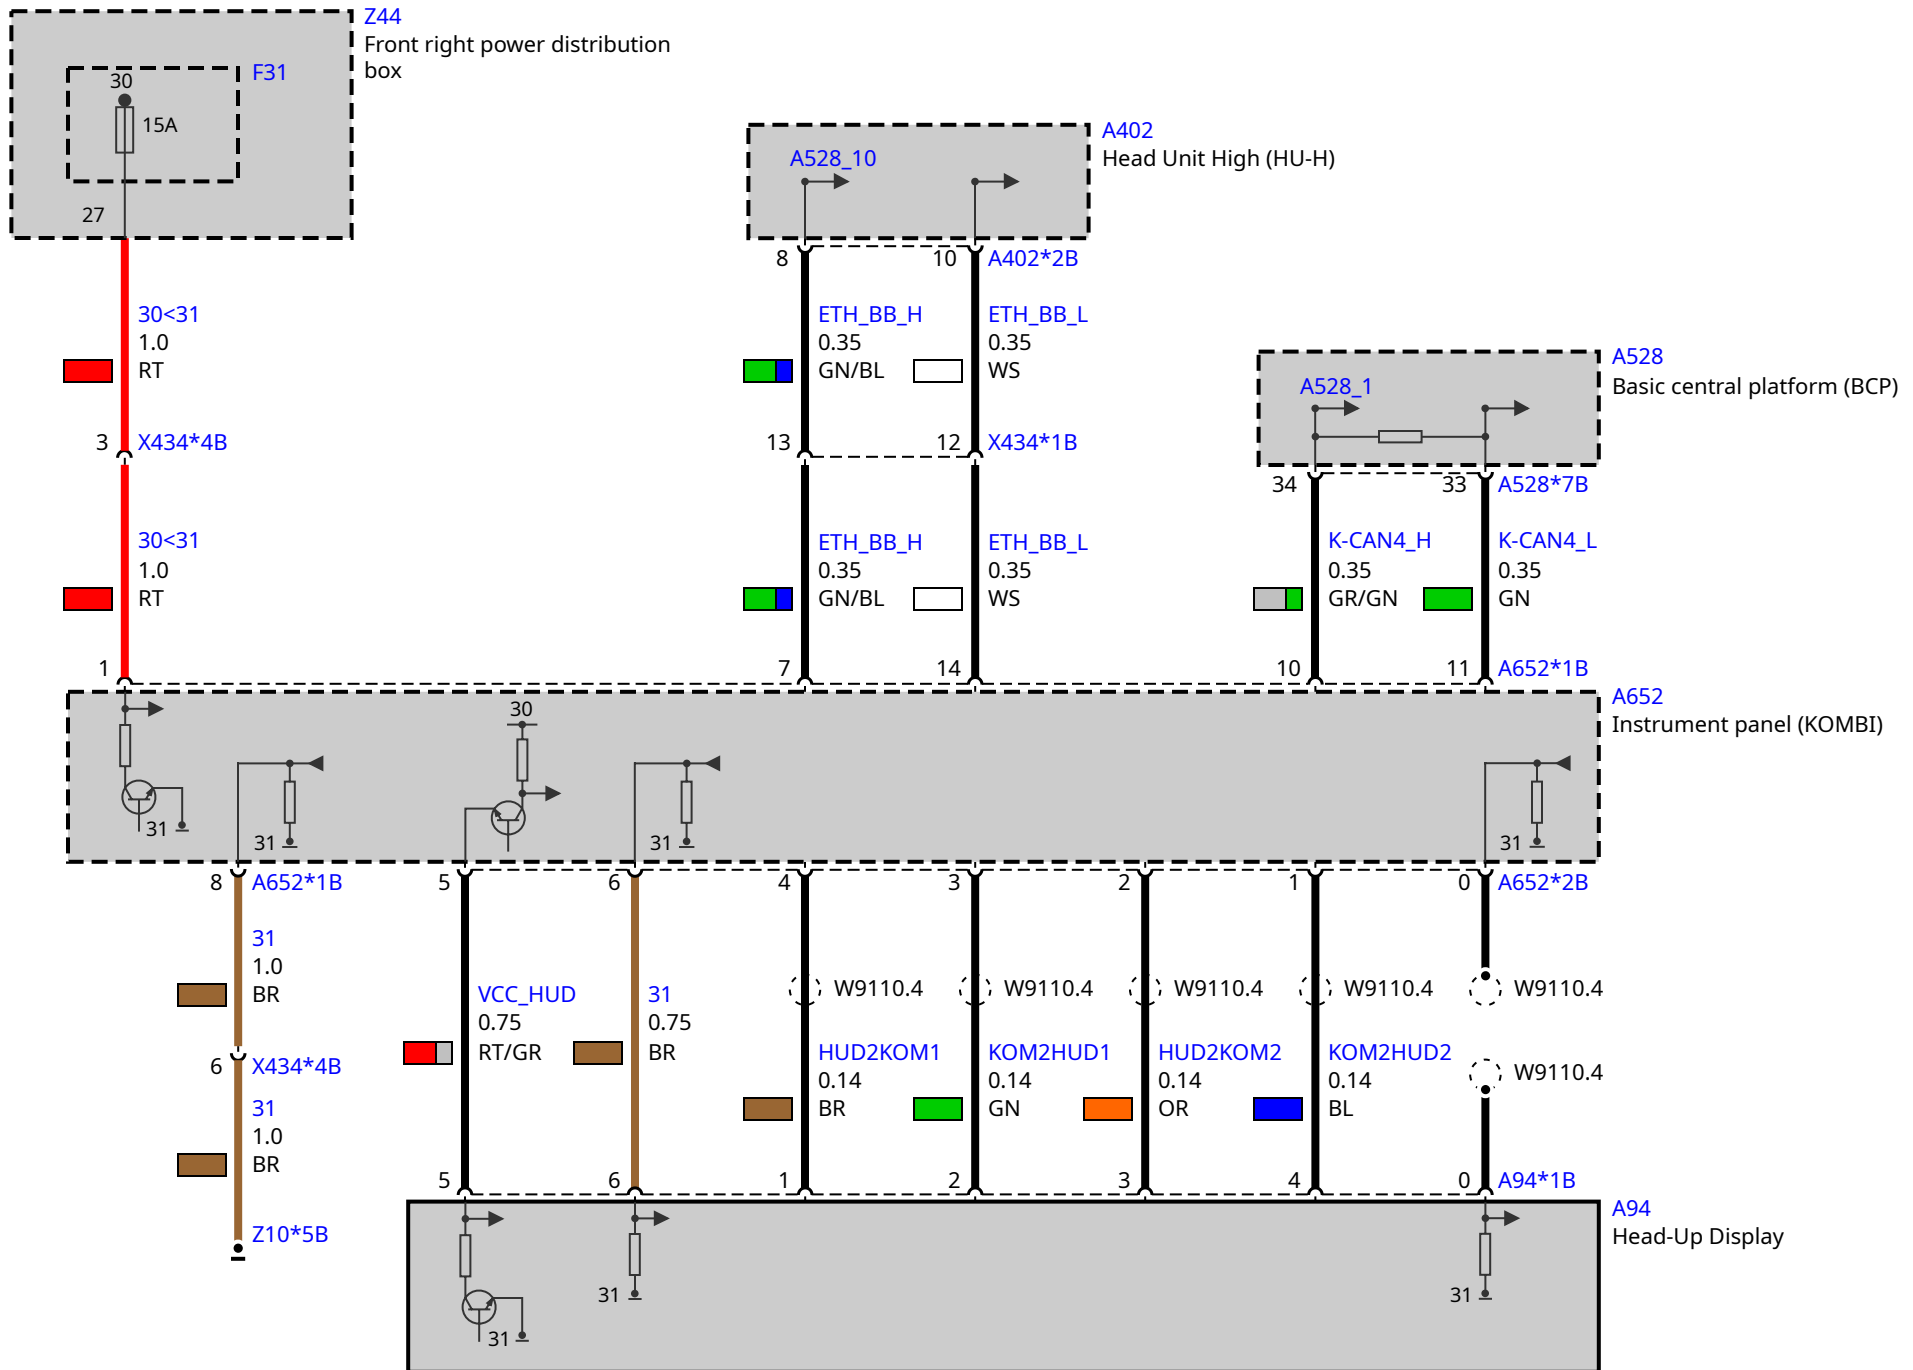 Z44
Front right power distribution
box
F31
30
15A
27
A402
Head Unit High (HU-H)
A528_10
8
10
A402*2B
30<31
1.0
RT
ETH_BB_H
0.35
GN/BL
ETH_BB_L
0.35
WS
A528
Basic central platform (BCP)
A528_1
3
X434*4B
13
12
X434*1B
34
33
A528*7B
30<31
1.0
RT
ETH_BB_H
0.35
GN/BL
ETH_BB_L
0.35
WS
K-CAN4_H
0.35
GR/GN
K-CAN4_L
0.35
GN
1
7
14
10
11
A652*1B
A652
Instrument panel (KOMBI)
30
31
31
31
31
8
A652*1B
5
6
4
3
2
1
0
A652*2B
31
1.0
BR
VCC_HUD
0.75
RT/GR
31
0.75
BR
W9110.4
W9110.4
W9110.4
W9110.4
W9110.4
HUD2KOM1
0.14
BR
KOM2HUD1
0.14
GN
HUD2KOM2
0.14
OR
KOM2HUD2
0.14
BL
W9110.4
6
X434*4B
31
1.0
BR
Z10*5B
5
6
1
2
3
4
0
A94*1B
A94
Head-Up Display
31
31
31